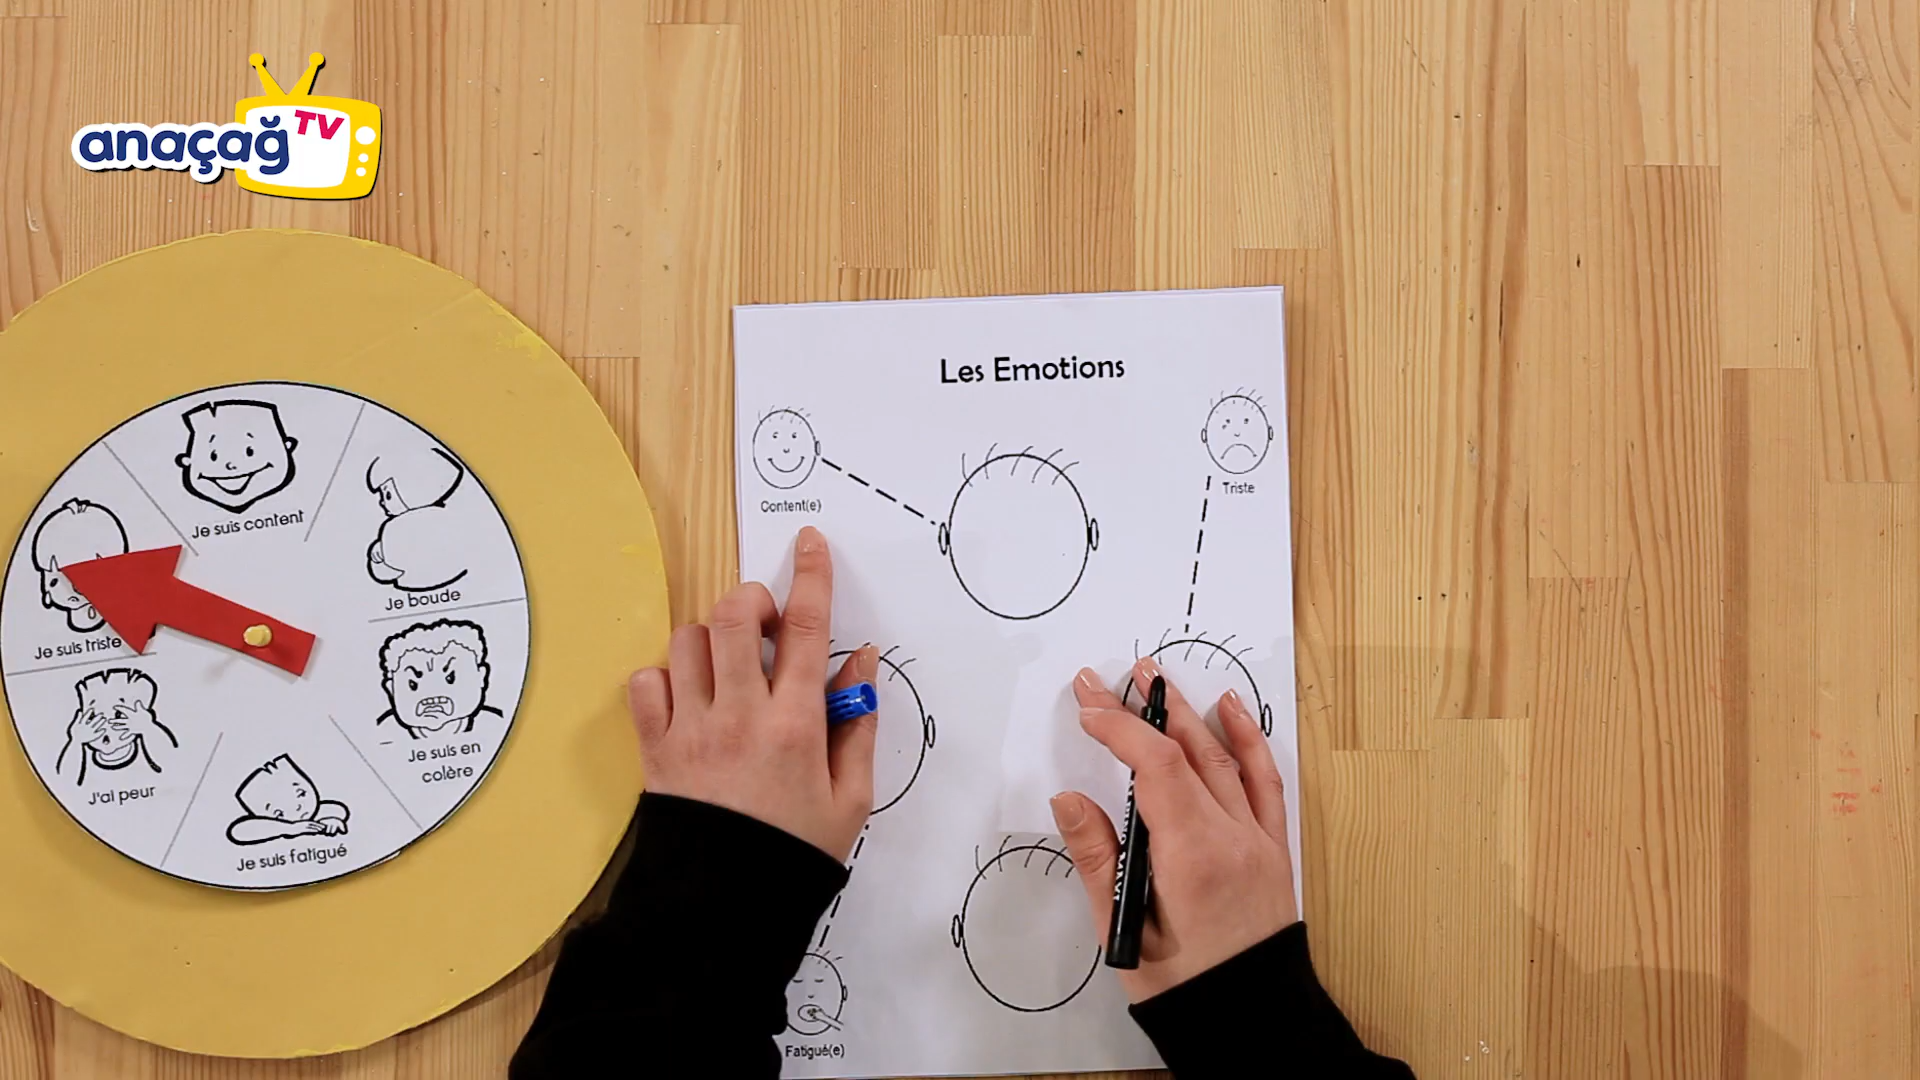 anaçağ TV
Je suis content
Je boude
Je suis en
colère
Je suis fatigué
J'ai peur
Je suis triste
Les Emotions
Content(e)
Triste
Fatigué(e)